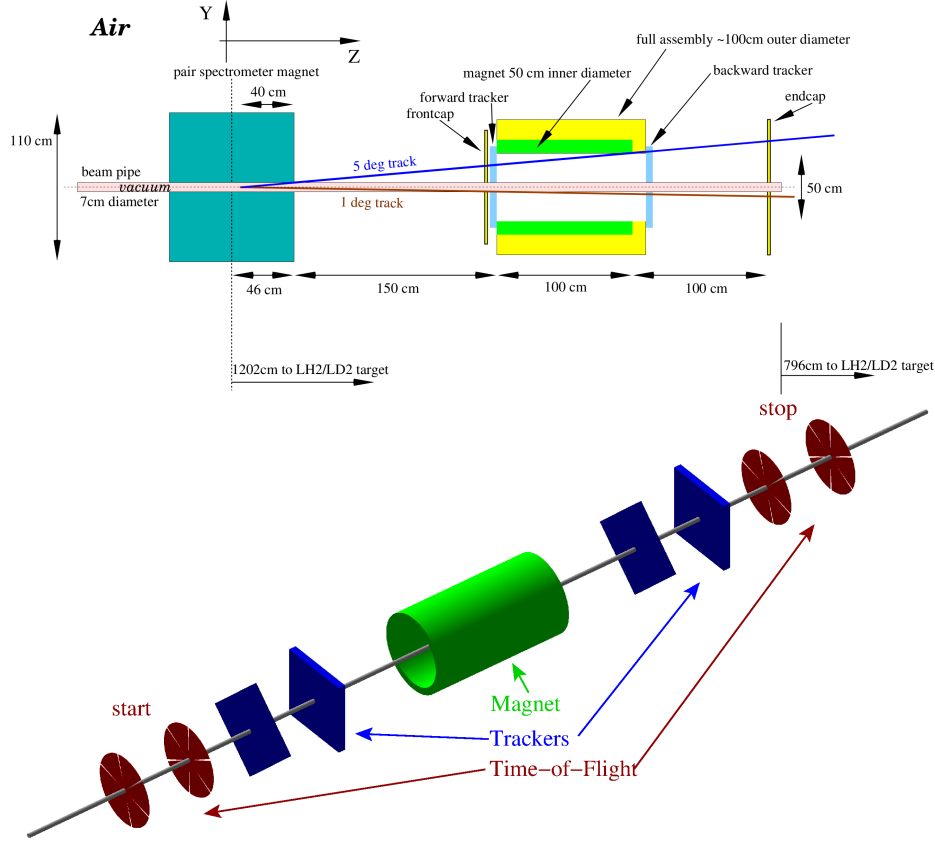 Air
Y
Z
full assembly ~100cm outer diameter
pair spectrometer magnet
magnet 50 cm inner diameter
backward tracker
40 cm
forward tracker
endcap
frontcap
110 cm
5 deg track
beam pipe
vacuum
7cm diameter
1 deg track
50 cm
46 cm
150 cm
100 cm
100 cm
1202cm to LH2/LD2 target
796cm to LH2/LD2 target
stop
start
Magnet
Trackers
Time-of-Flight